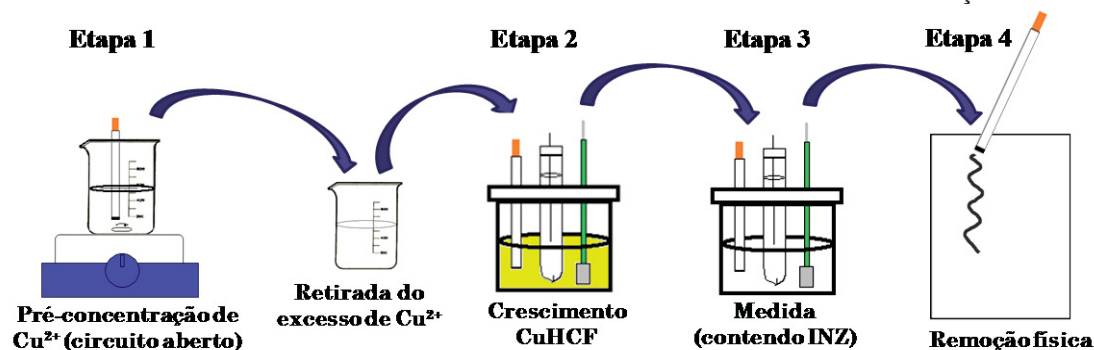 Etapa 1
Etapa 2
Etapa 3
Etapa 4
Pré-concentração de
Cu²⁺ (circuito aberto)
Retirada do
excesso de Cu²⁺
Crescimento
CuHCF
Medida
(contendo INZ)
Remoção física